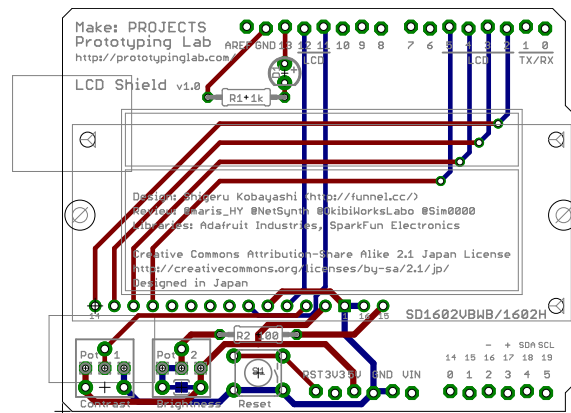 Make: PROJECTS
Prototyping Lab
http://prototypinglab.com/
LCD Shield v1.0
AREF GND 13 12 11 10 9 8 7 6 5 4 3 2 1 0
LCD LCD TX/RX
R1 1k
Design: Shigeru Kobayashi (http://funnel.cc/)
Review: @maris_HY @NetSynth @OkibiWorksLabo @Sim0000
Libraries: Adafruit Industries, SparkFun Electronics
Creative Commons Attribution-Share Alike 2.1 Japan License
http://creativecommons.org/licenses/by-sa/2.1/jp/
Designed in Japan
14 1 16 15 SD1602VBWB/1602H
R2 100
Pot 1 Pot 2 S1
- + SDA SCL
14 15 16 17 18 19
RST 3V3 5V GND VIN 0 1 2 3 4 5
Contrast Brightness Reset